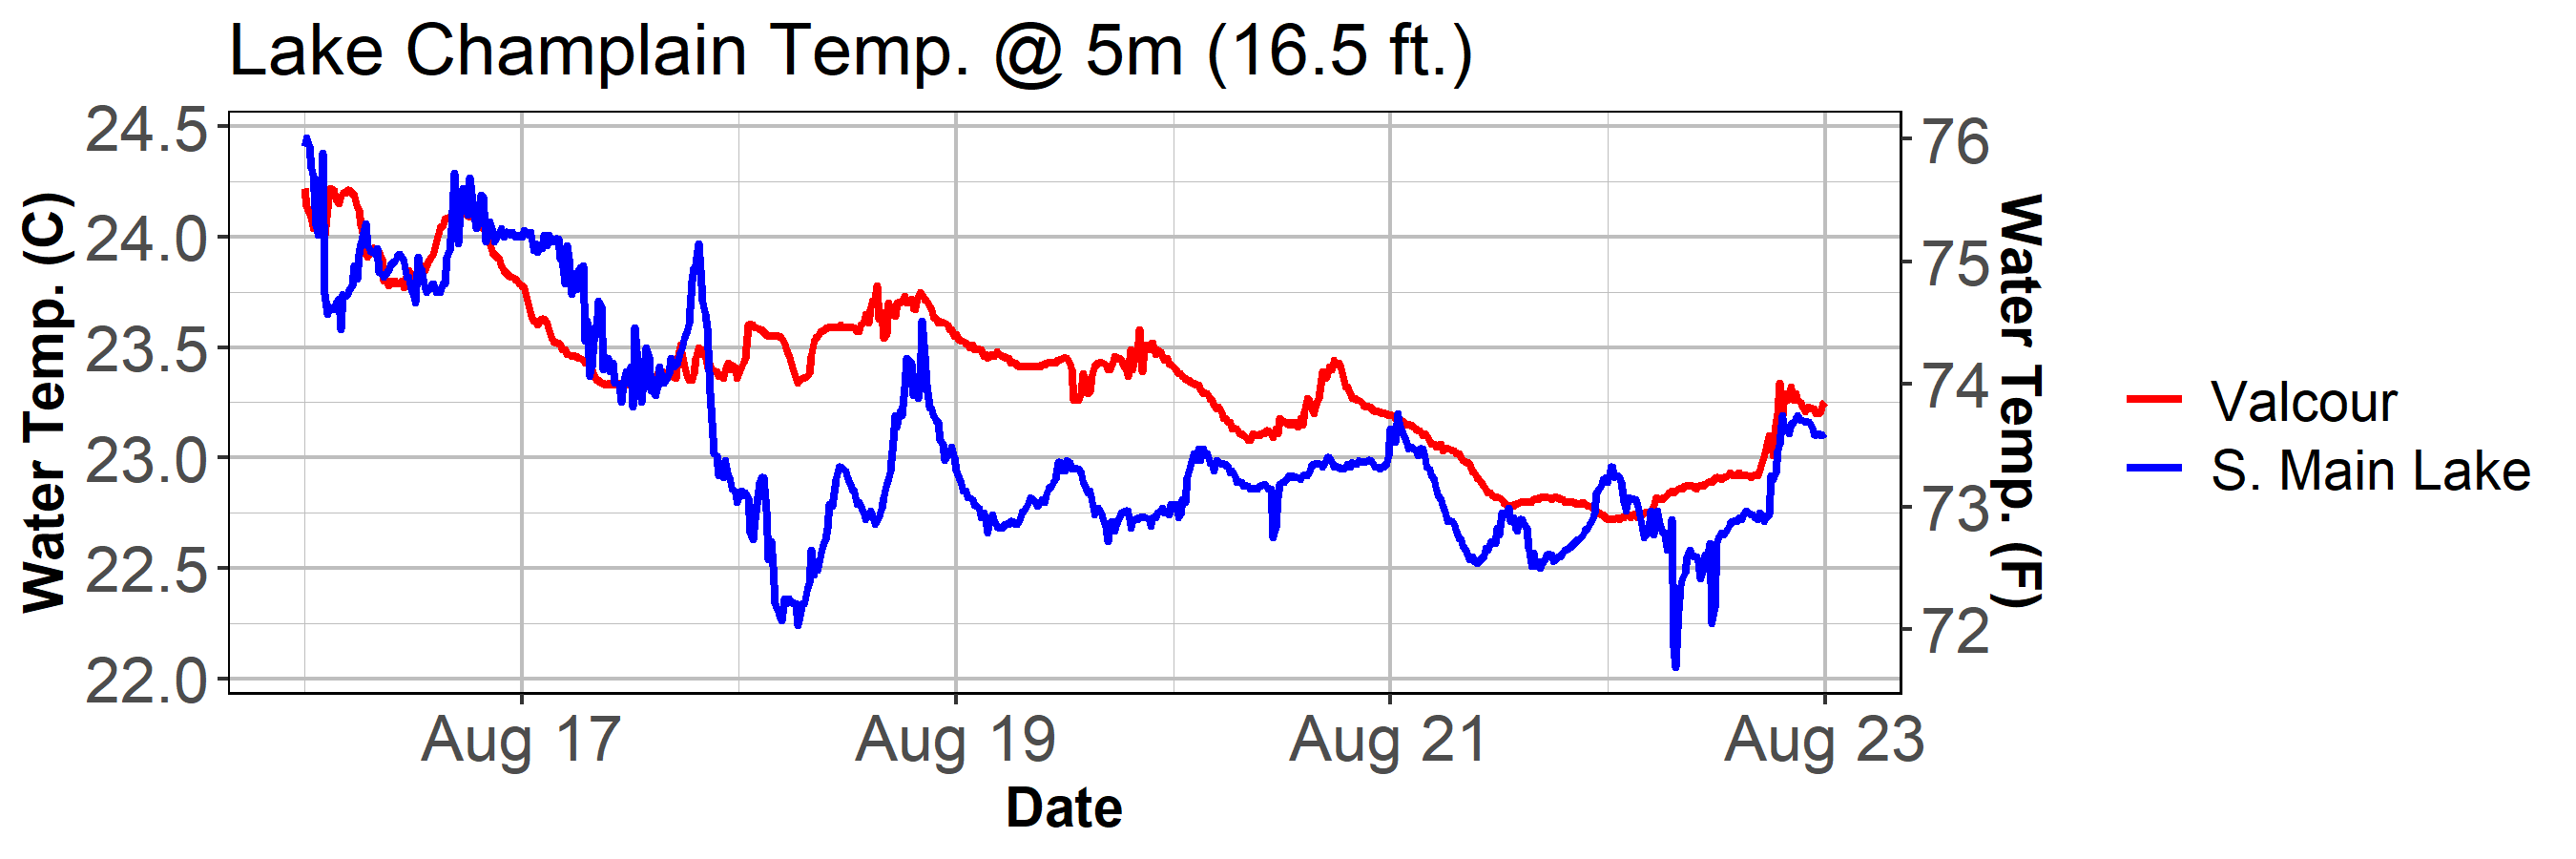 Lake Champlain Temp. @ 5m (16.5 ft.)
Water Temp. (C)
24.5
24.0
23.5
23.0
22.5
22.0
76
75
74
73
72
Water Temp. (F)
Aug 17
Aug 19
Aug 21
Aug 23
Date
Valcour
S. Main Lake